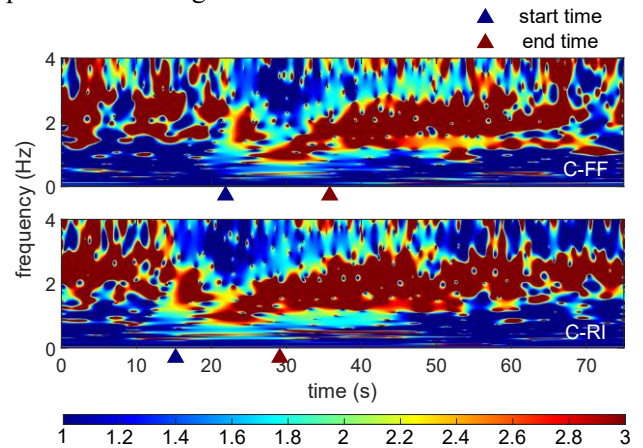 start time
end time
4
2
0
C-FF
frequency (Hz)
4
2
0
C-RI
0 10 20 30 40 50 60 70
time (s)
1 1.2 1.4 1.6 1.8 2 2.2 2.4 2.6 2.8 3